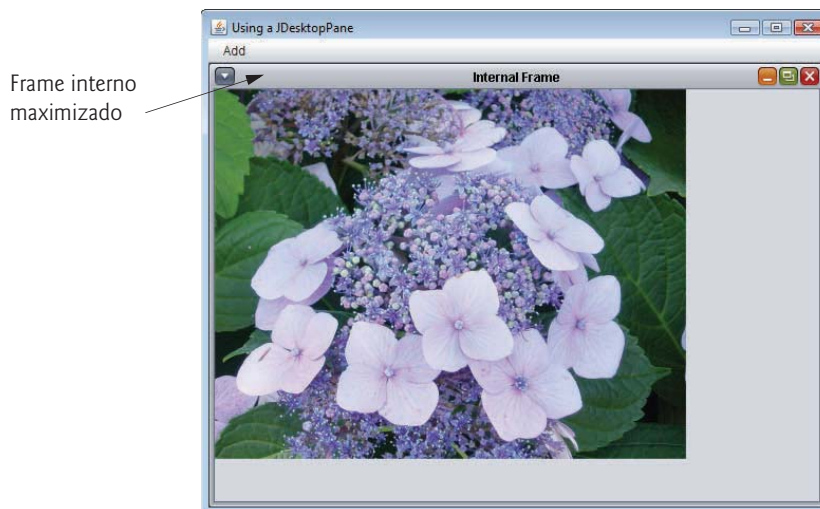 Using a JDesktopPane
Add
Frame interno
maximizado
Internal Frame